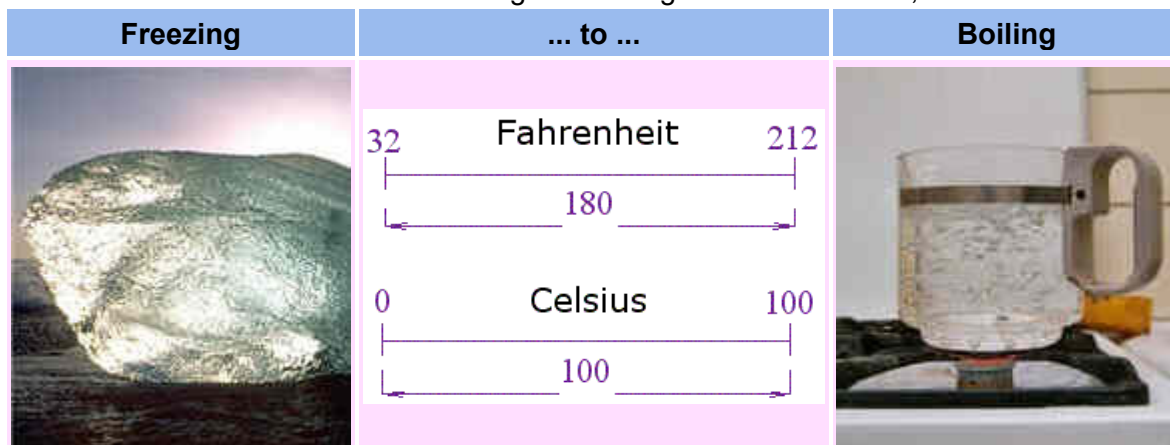 Freezing ... to ... Boiling
Fahrenheit
32 212
180
Celsius
0 100
100